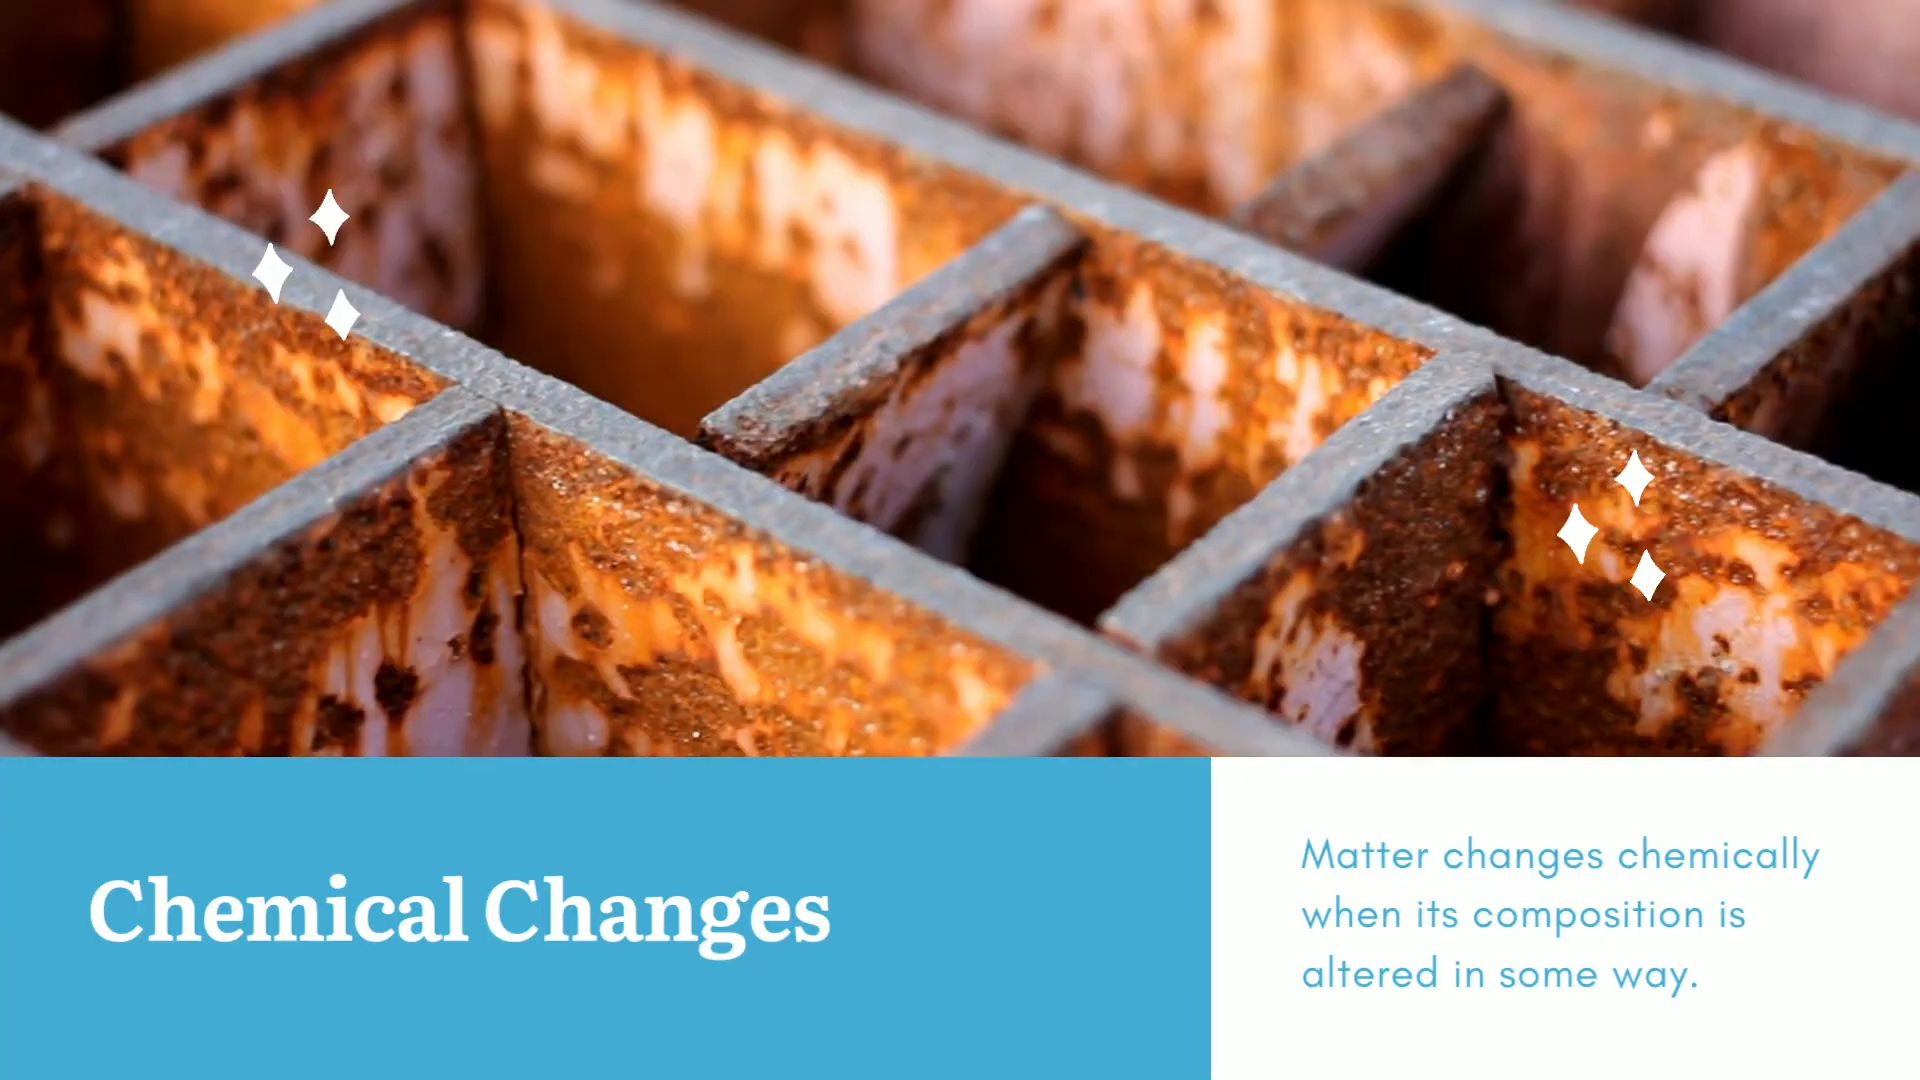 Chemical Changes
Matter changes chemically
when its composition is
altered in some way.